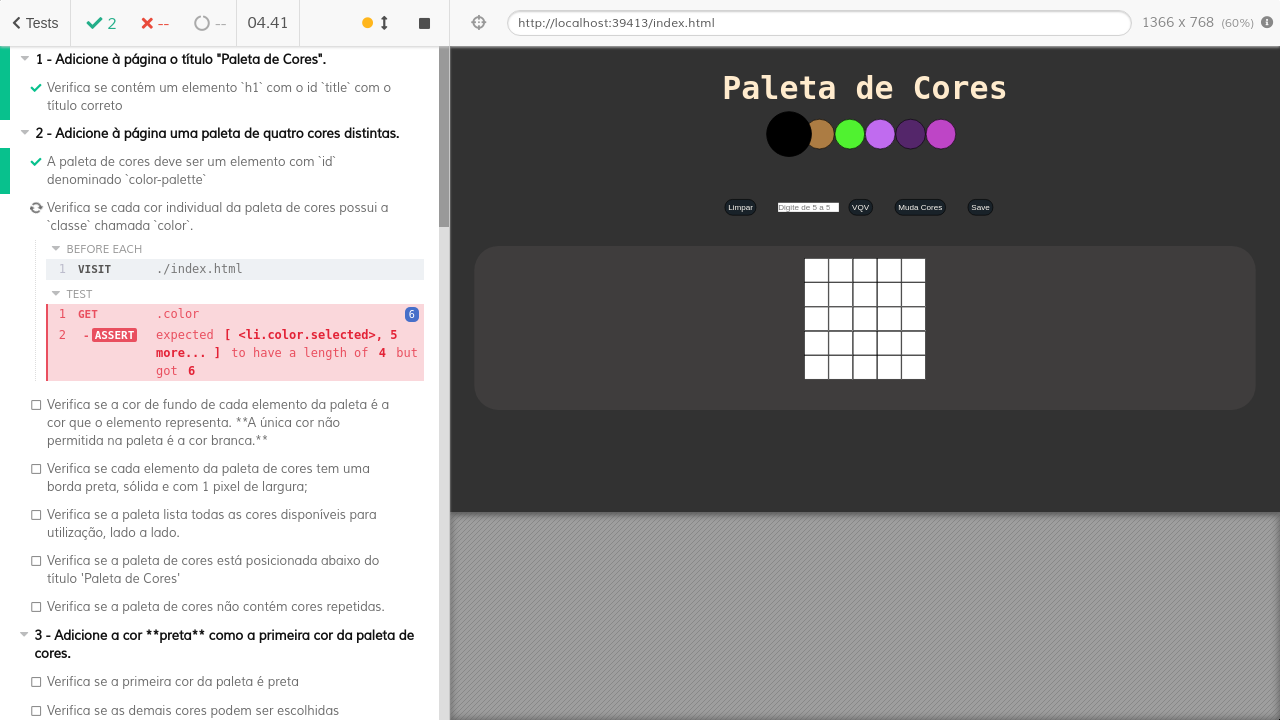 Tests
2
--
--
04.41
http://localhost:39413/index.html
1366 x 768 (60%)
1 - Adicione à página o título "Paleta de Cores".
Verifica se contém um elemento `h1` com o id `title` com o
título correto
2 - Adicione à página uma paleta de quatro cores distintas.
A paleta de cores deve ser um elemento com `id`
denominado `color-palette`
Verifica se cada cor individual da paleta de cores possui a
`classe` chamada `color`.
BEFORE EACH
1 VISIT ./index.html
TEST
1 GET .color 6
2 -ASSERT expected [ <li.color.selected>, 5
more... ] to have a length of 4 but
got 6
Verifica se a cor de fundo de cada elemento da paleta é a
cor que o elemento representa. **A única cor não
permitida na paleta é a cor branca.**
Verifica se cada elemento da paleta de cores tem uma
borda preta, sólida e com 1 pixel de largura;
Verifica se a paleta lista todas as cores disponíveis para
utilização, lado a lado.
Verifica se a paleta de cores está posicionada abaixo do
título 'Paleta de Cores'
Verifica se a paleta de cores não contém cores repetidas.
3 - Adicione a cor **preta** como a primeira cor da paleta de
cores.
Verifica se a primeira cor da paleta é preta
Verifica se as demais cores podem ser escolhidas
Paleta de Cores
Limpar
Digite de 5 a 5
VQV
Muda Cores
Save